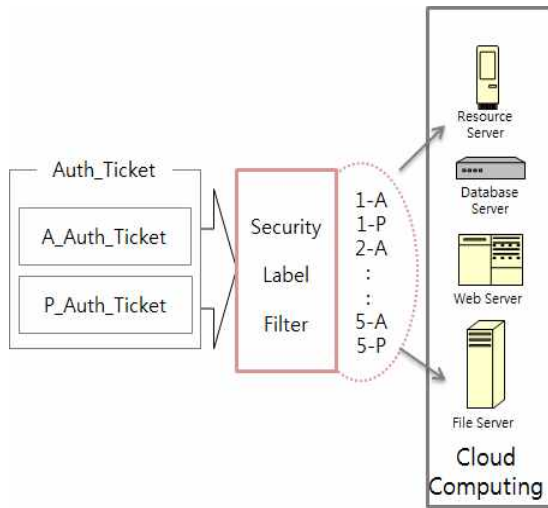 Auth_Ticket
A_Auth_Ticket
P_Auth_Ticket
Security
Label
Filter
1-A
1-P
2-A
:
:
5-A
5-P
Resource
Server
Database
Server
Web Server
File Server
Cloud
Computing